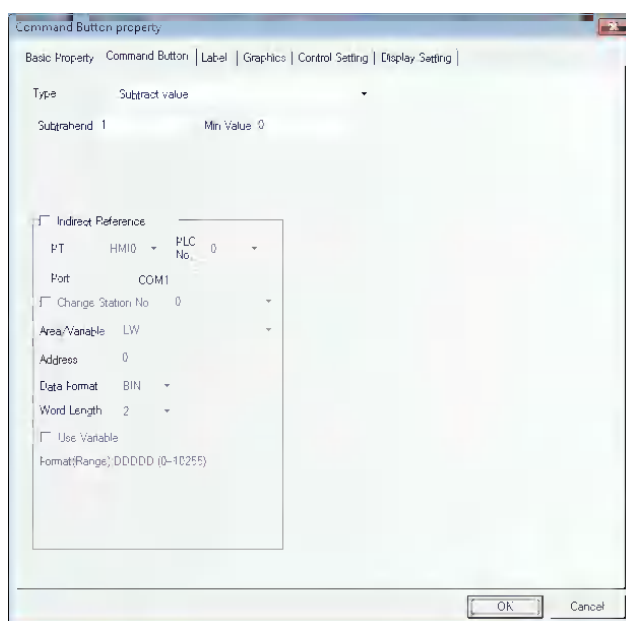 Command Button property
Basic Property Command Button Label Graphics Control Setting Display Setting
Type Subtract value
Subtrahend 1 Min Value 0
Indirect Reference
PT HMI0 PLC No. 0
Port COM1
Change Station No 0
Area/Variable LW
Address 0
Data Format BIN
Word Length 2
Use Variable
Format(Range):DDDDD (0~10255)
OK Cancel